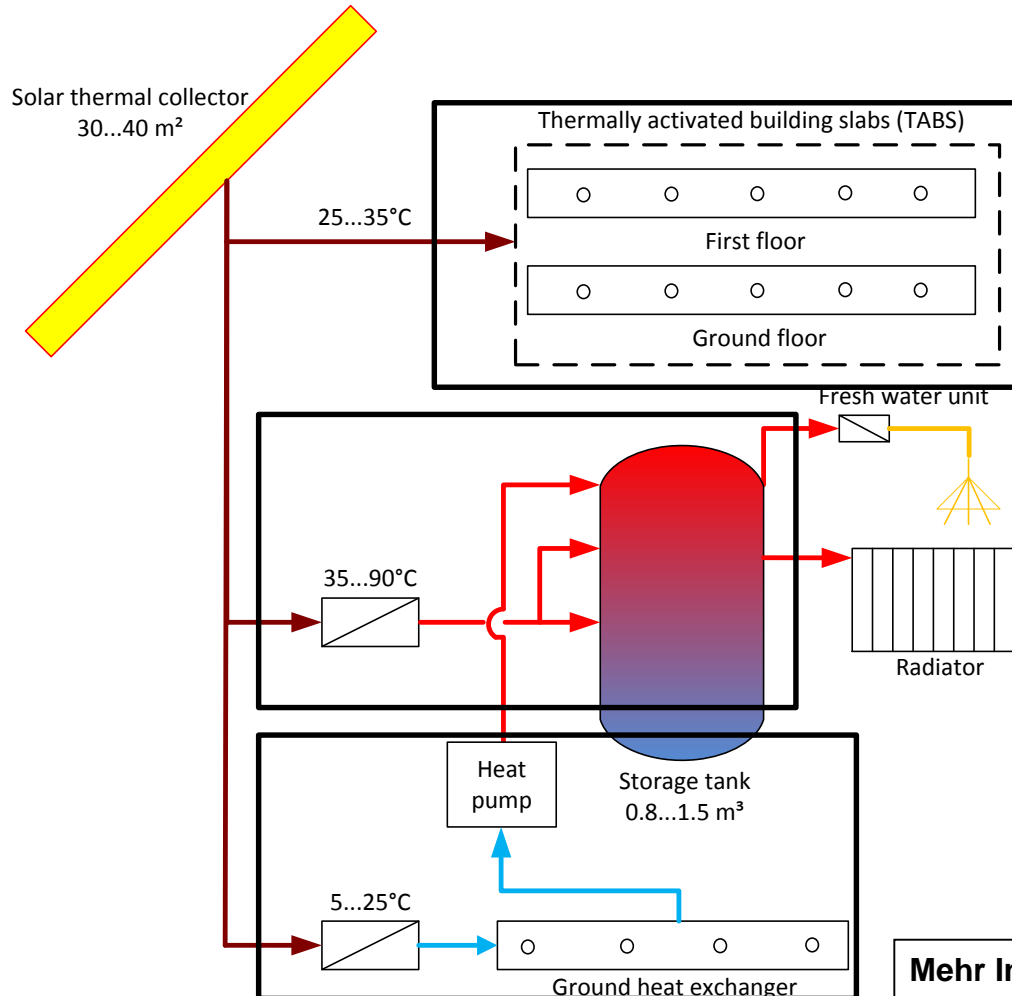 Solar thermal collector
30...40 m²
Thermally activated building slabs (TABS)
25...35°C
First floor
Ground floor
Fresh water unit
35...90°C
Radiator
Heat
pump
Storage tank
0.8...1.5 m³
5...25°C
Ground heat exchanger
Mehr